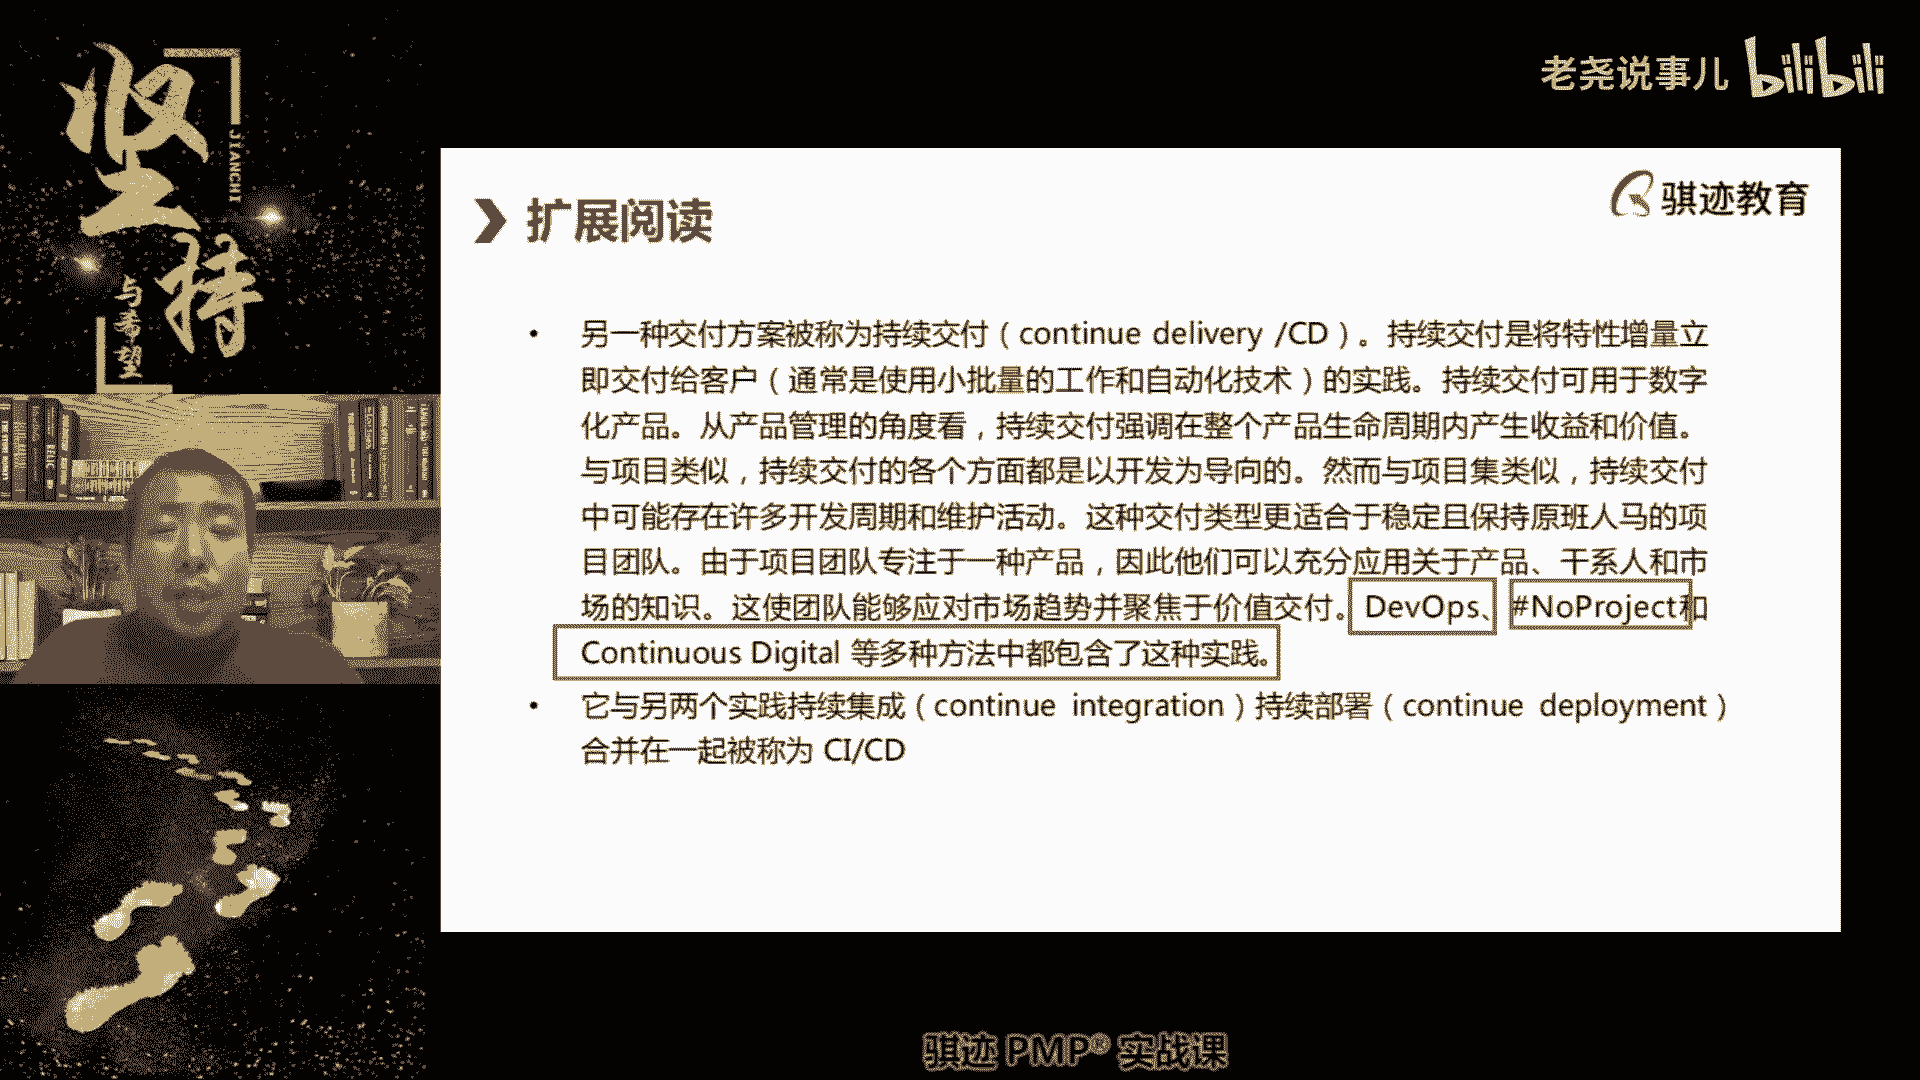 坚持
JIANCHI
与希望
老尧说事儿 bilibili
骐迹教育
扩展阅读
• 另一种交付方案被称为持续交付（continue delivery /CD）。持续交付是将特性增量立
即交付给客户（通常是使用小批量的工作和自动化技术）的实践。持续交付可用于数字
化产品。从产品管理的角度看，持续交付强调在整个产品生命周期内产生收益和价值。
与项目类似，持续交付的各个方面都是以开发为导向的。然而与项目集类似，持续交付
中可能存在许多开发周期和维护活动。这种交付类型更适合于稳定且保持原班人马的项
目团队。由于项目团队专注于一种产品，因此他们可以充分应用关于产品、干系人和市
场的知识。这使团队能够应对市场趋势并聚焦于价值交付。DevOps、#NoProject和
Continuous Digital 等多种方法中都包含了这种实践。
• 它与另两个实践持续集成（continue integration）持续部署（continue deployment）
合并在一起被称为 CI/CD
骐迹 PMP® 实战课